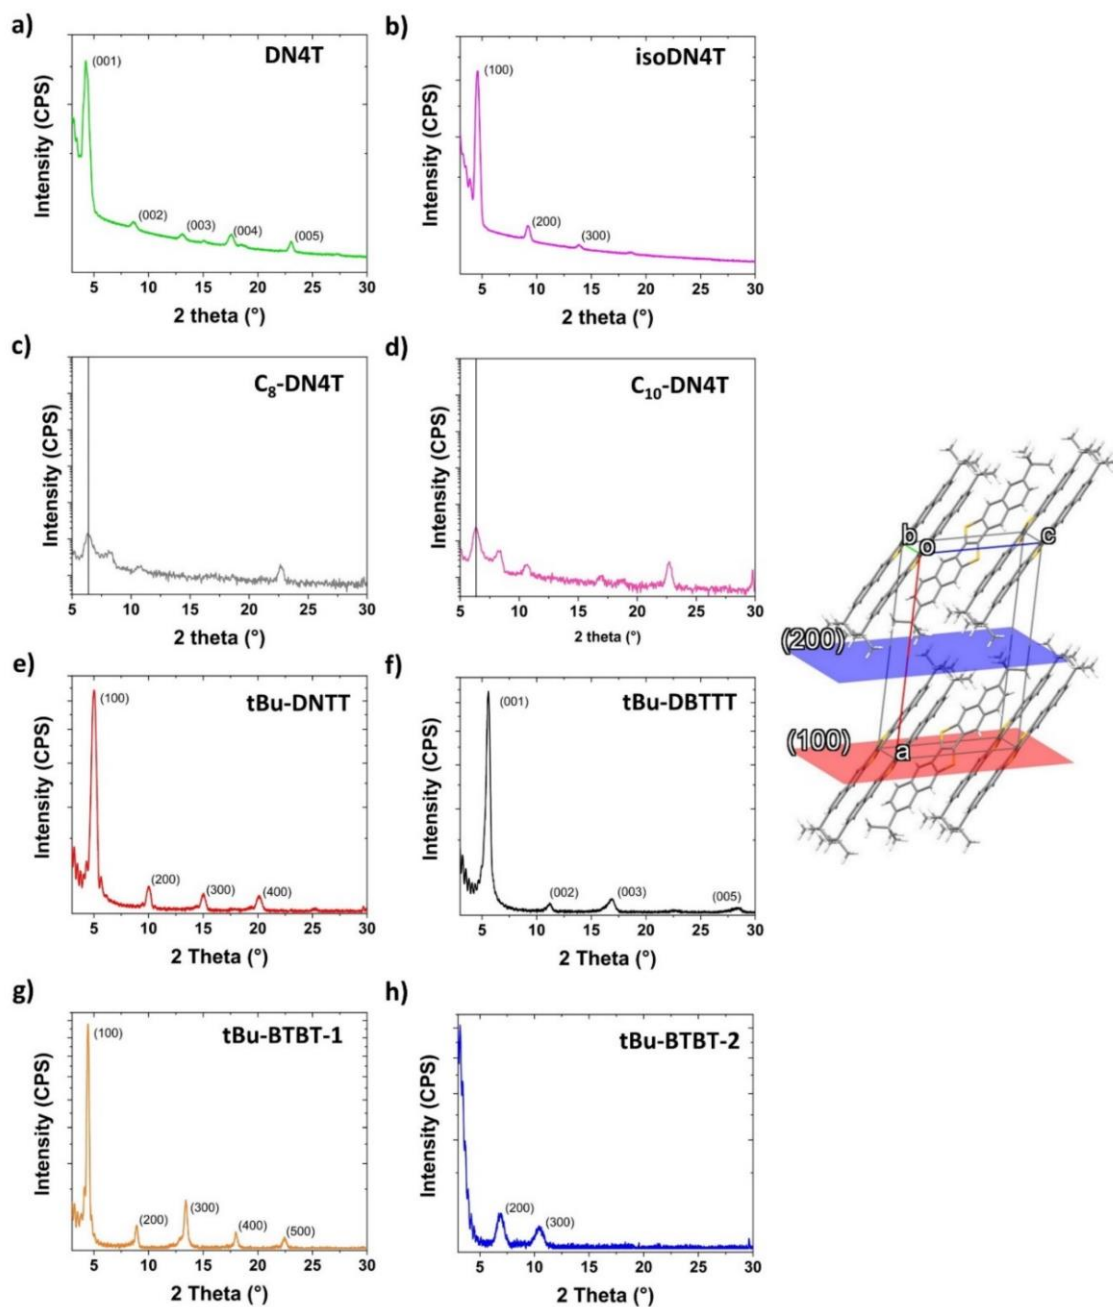 a)
DN4T
(001)
(002)
(003)
(004)
(005)
Intensity (CPS)
5 10 15 20 25 30
2 theta (°)
b)
isoDN4T
(100)
(200)
(300)
Intensity (CPS)
5 10 15 20 25 30
2 theta (°)
c)
C₈-DN4T
Intensity (CPS)
5 10 15 20 25 30
2 theta (°)
d)
C₁₀-DN4T
Intensity (CPS)
5 10 15 20 25 30
2 theta (°)
b
o
c
(200)
(100)
a
e)
tBu-DNTT
(100)
(200)
(300)
(400)
Intensity (CPS)
5 10 15 20 25 30
2 Theta (°)
f)
tBu-DBTTT
(001)
(002)
(003)
(005)
Intensity (CPS)
5 10 15 20 25 30
2 Theta (°)
g)
tBu-BTBT-1
(100)
(200)
(300)
(400)
(500)
Intensity (CPS)
5 10 15 20 25 30
2 Theta (°)
h)
tBu-BTBT-2
(200)
(300)
Intensity (CPS)
5 10 15 20 25 30
2 Theta (°)